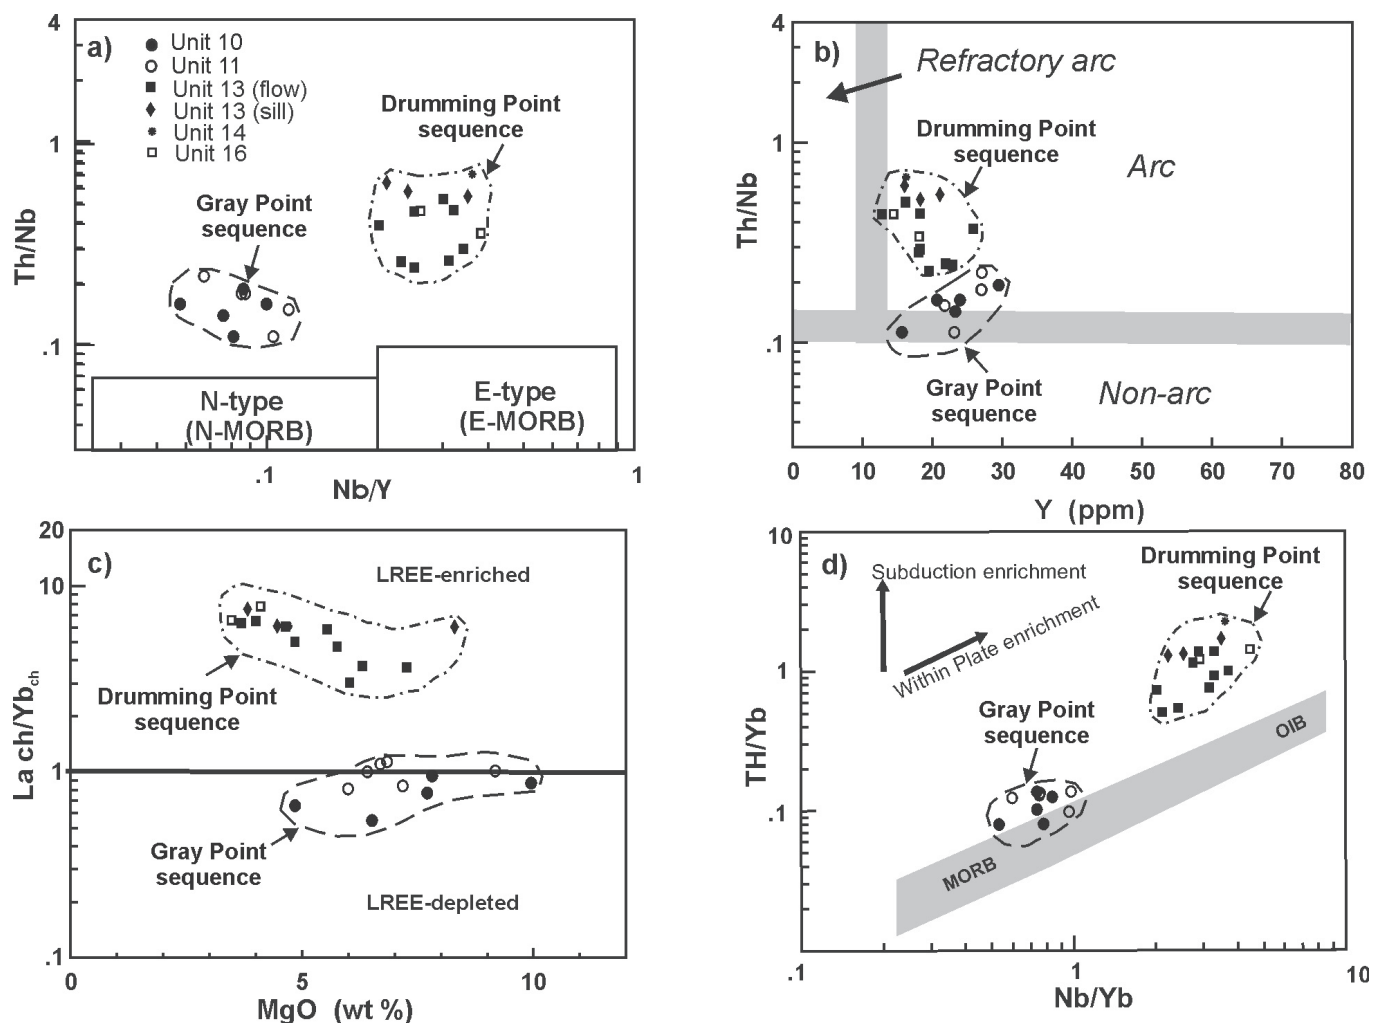 a)
4
1
.1
Th/Nb
Unit 10
Unit 11
Unit 13 (flow)
Unit 13 (sill)
Unit 14
Unit 16
Drumming Point
sequence
Gray Point
sequence
N-type
(N-MORB)
E-type
(E-MORB)
.1
1
Nb/Y
b)
4
1
.1
Th/Nb
Refractory arc
Drumming Point
sequence
Arc
Gray Point
sequence
Non-arc
0 10 20 30 40 50 60 70 80
Y (ppm)
c)
20
10
1
.1
La ch/Ybch
LREE-enriched
Drumming Point
sequence
Gray Point
sequence
LREE-depleted
0 5 10
MgO (wt %)
d)
10
1
.1
TH/Yb
Subduction enrichment
Within Plate enrichment
Drumming Point
sequence
Gray Point
sequence
OIB
MORB
.1 1 10
Nb/Yb